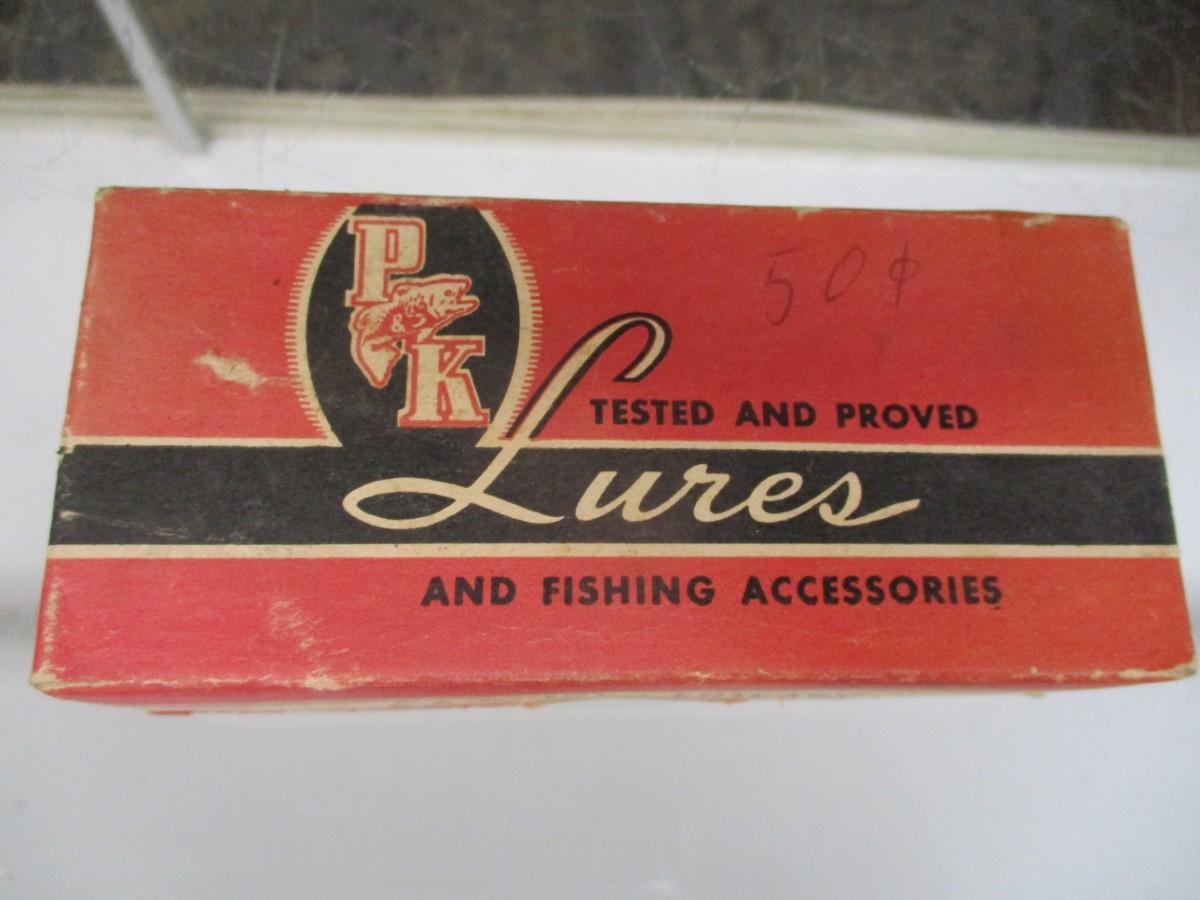 P
&
K
50¢
TESTED AND PROVED
Lures
AND FISHING ACCESSORIES